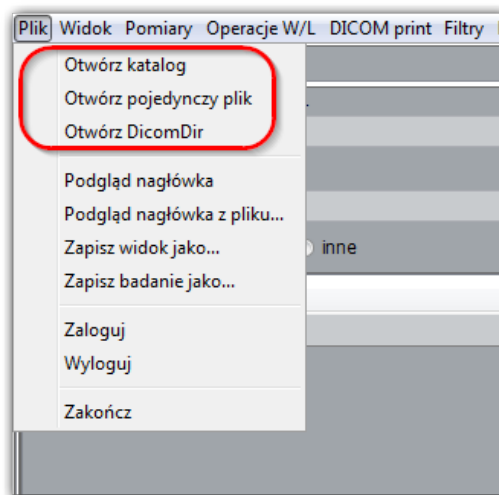 Plik Widok Pomiary Operacje W/L DICOM print Filtry
Otwórz katalog
Otwórz pojedynczy plik
Otwórz DicomDir
Podgląd nagłówka
Podgląd nagłówka z pliku...
Zapisz widok jako...
inne
Zapisz badanie jako...
Zaloguj
Wyloguj
Zakończ